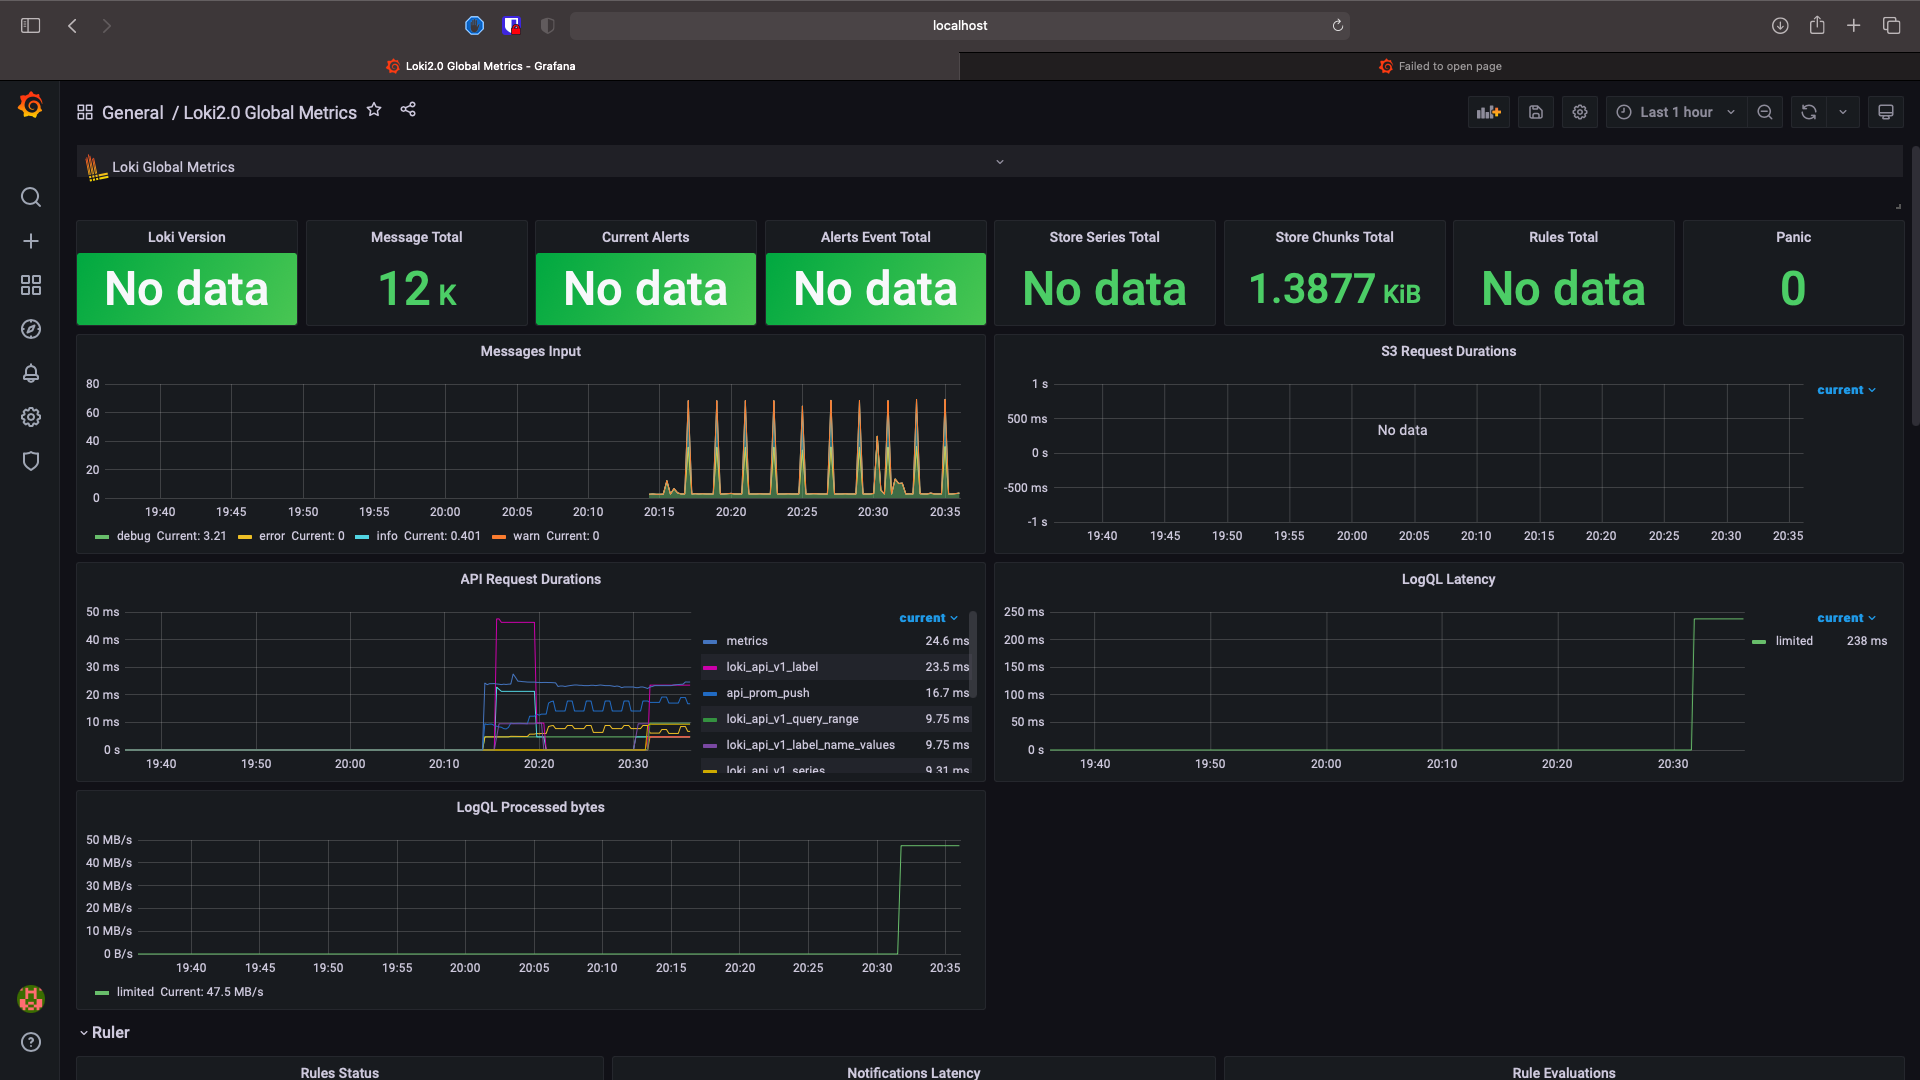 localhost
Loki2.0 Global Metrics - Grafana
Failed to open page
General / Loki2.0 Global Metrics
Last 1 hour
Loki Global Metrics
Loki Version
No data
Message Total
12 K
Current Alerts
No data
Alerts Event Total
No data
Store Series Total
No data
Store Chunks Total
1.3877 KiB
Rules Total
No data
Panic
0
Messages Input
80
60
40
20
0
19:40 19:45 19:50 19:55 20:00 20:05 20:10 20:15 20:20 20:25 20:30 20:35
debug Current: 3.21 error Current: 0 info Current: 0.401 warn Current: 0
S3 Request Durations
current
1 s
500 ms
No data
0 s
-500 ms
-1 s
19:40 19:45 19:50 19:55 20:00 20:05 20:10 20:15 20:20 20:25 20:30 20:35
API Request Durations
50 ms
40 ms
30 ms
20 ms
10 ms
0 s
19:40 19:50 20:00 20:10 20:20 20:30
current
metrics 24.6 ms
loki_api_v1_label 23.5 ms
api_prom_push 16.7 ms
loki_api_v1_query_range 9.75 ms
loki_api_v1_label_name_values 9.75 ms
loki_api_v1_series 9.31 ms
LogQL Latency
250 ms
200 ms
150 ms
100 ms
50 ms
0 s
19:40 19:50 20:00 20:10 20:20 20:30
current
limited 238 ms
LogQL Processed bytes
50 MB/s
40 MB/s
30 MB/s
20 MB/s
10 MB/s
0 B/s
19:40 19:45 19:50 19:55 20:00 20:05 20:10 20:15 20:20 20:25 20:30 20:35
limited Current: 47.5 MB/s
Ruler
Rules Status
Notifications Latency
Rule Evaluations